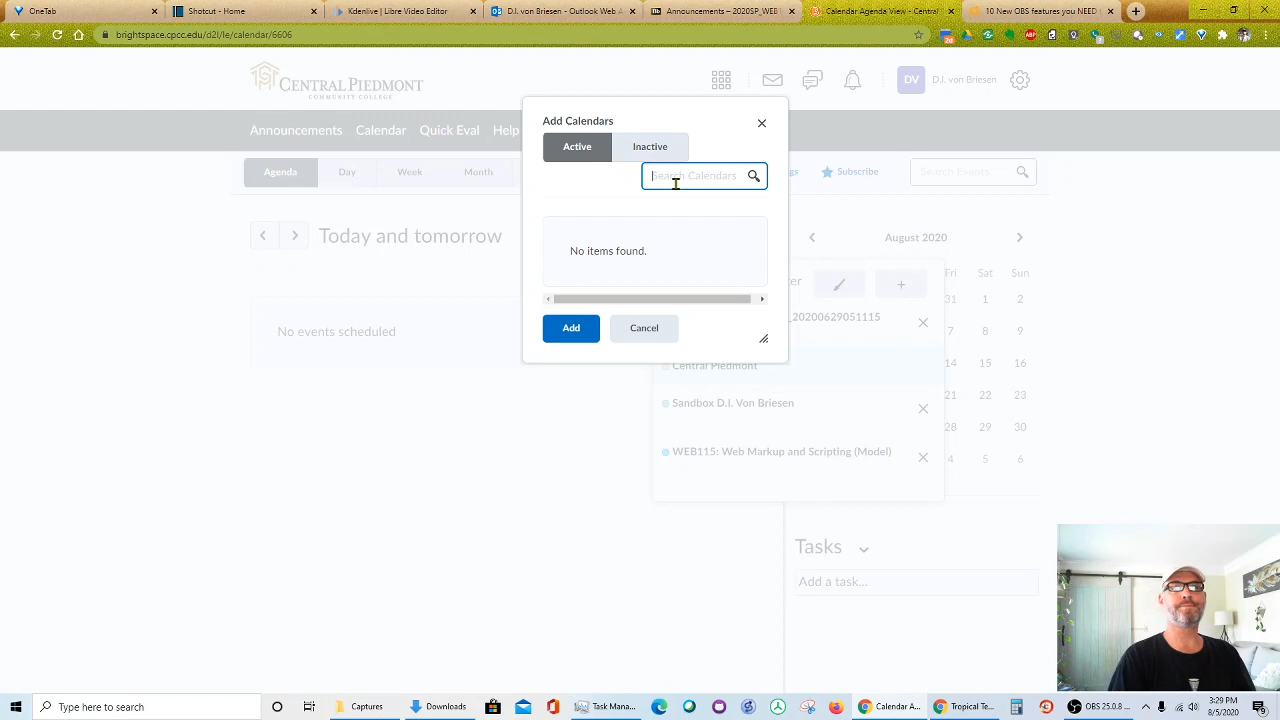 OneTab
Shotcut - Home
Kdenlive | Libre Video Editor
D.I. von Briesen - Outlook Web A
Announcements – 2020SP_WEB
Calendar Agenda View - Central
10 New OBS features you NEED
brightspace.cpcc.edu/d2l/le/calendar/6606
CENTRAL PIEDMONT
COMMUNITY COLLEGE
DV
D.I. von Briesen
Announcements
Calendar
Quick Eval
Help
Agenda
Day
Week
Month
Subscribe
Search Events
Add Calendars
Active
Inactive
Search Calendars
No items found.
Add
Cancel
Today and tomorrow
No events scheduled
August 2020
Fri Sat Sun
31 1 2
7 8 9
14 15 16
21 22 23
28 29 30
4 5 6
_20200629051115
Central Piedmont
Sandbox D.I. Von Briesen
WEB115: Web Markup and Scripting (Model)
Tasks
Add a task...
Type here to search
Captures
Downloads
Task Mana...
Calendar A...
Tropical Te...
OBS 25.0.8 ...
3:29 PM
8/5/2020